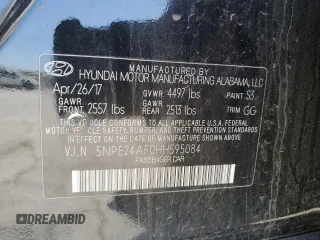 MANUFACTURED BY
HYUNDAI MOTOR MANUFACTURING ALABAMA, LLC
Apr/26/17 GVWR 4497 lbs PAINT S3
GAWR FRONT 2557 lbs GAWR REAR 2513 lbs TRIM GG
THIS VEHICLE CONFORMS TO ALL APPLICABLE U.S. FEDERAL
MOTOR VEHICLE SAFETY, BUMPER, AND THEFT PREVENTION
STANDARDS IN EFFECT ON THE DATE OF
MANUFACTURE SHOWN ABOVE.
V.I.N 5NPE24AF0HH595084
PASSENGER CAR
© DREAMBID